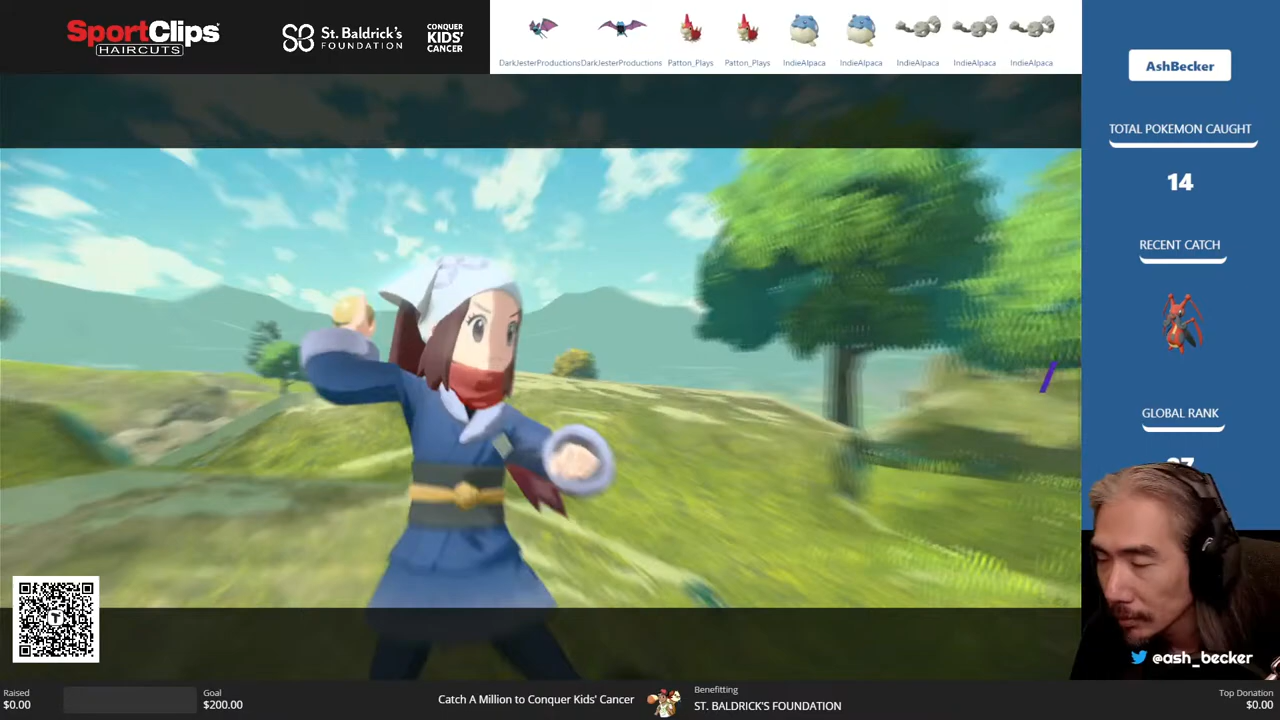 SportClips
HAIRCUTS
St. Baldrick's
FOUNDATION
CONQUER
KIDS'
CANCER
DarkJesterProductions DarkJesterProductions Patton_Plays Patton_Plays IndieAlpaca IndieAlpaca IndieAlpaca IndieAlpaca IndieAlpaca
AshBecker
TOTAL POKEMON CAUGHT
14
RECENT CATCH
GLOBAL RANK
@ash_becker
Raised
$0.00
Goal
$200.00
Catch A Million to Conquer Kids' Cancer
Benefitting
ST. BALDRICK'S FOUNDATION
Top Donation
$0.00